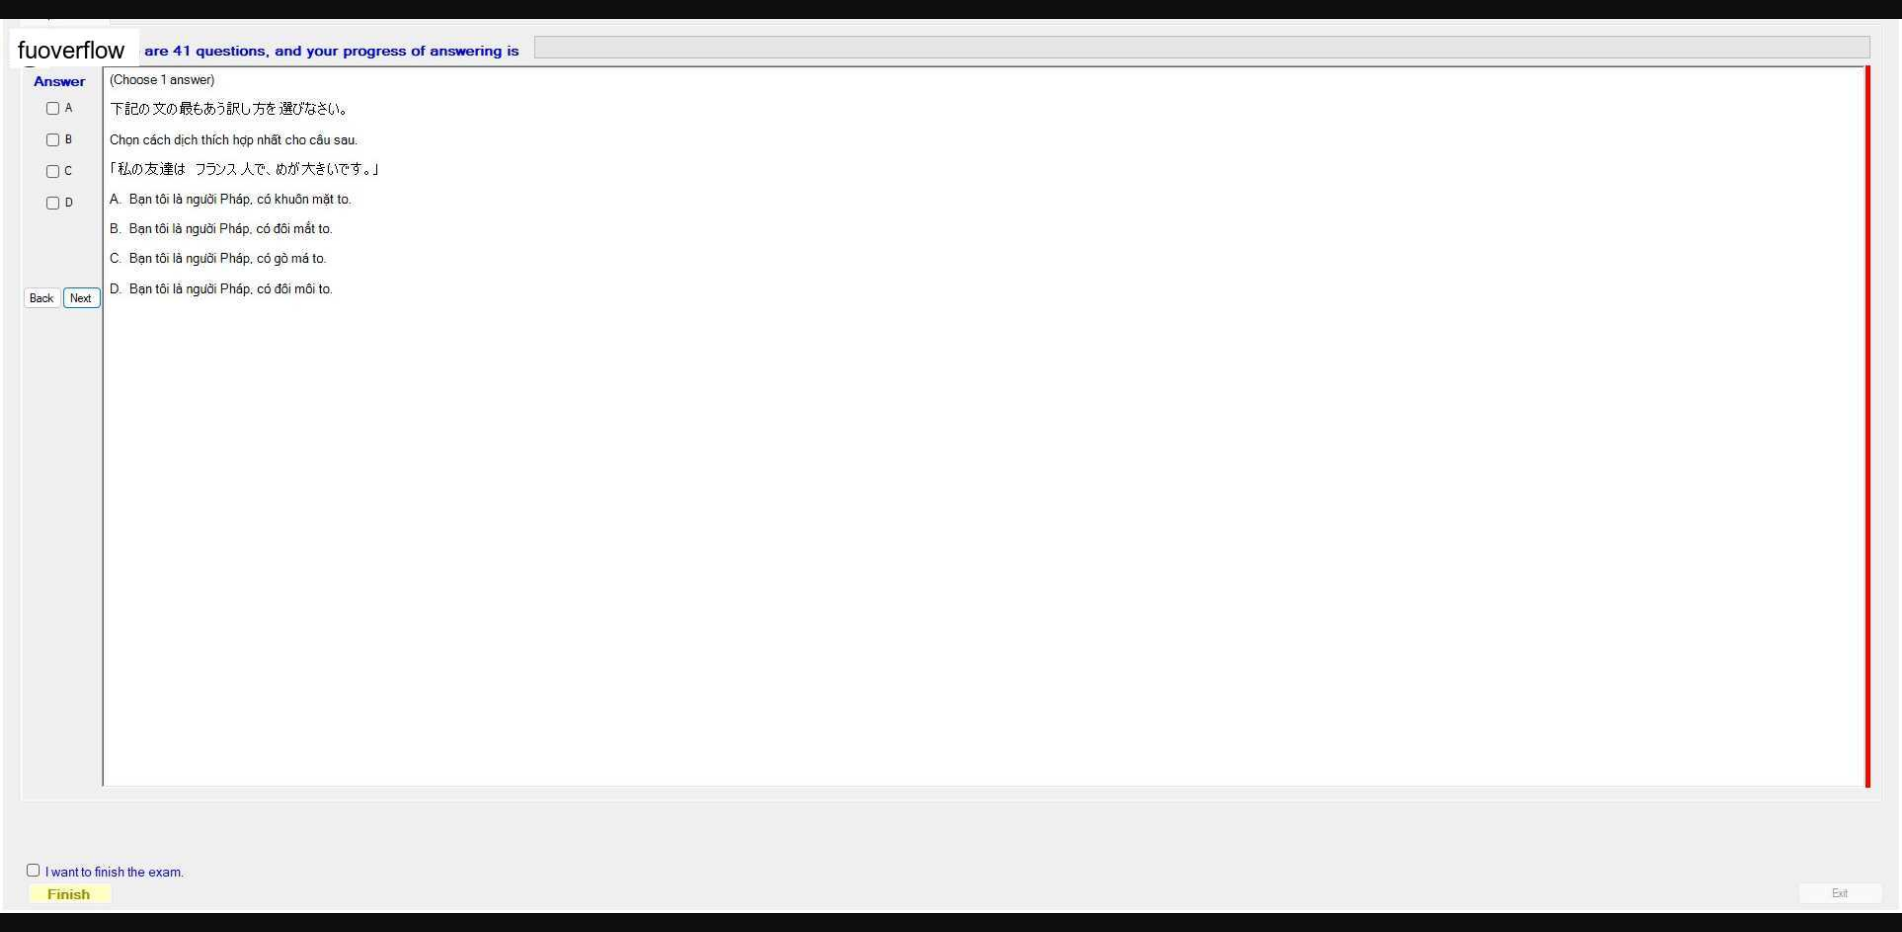 fuoverflow are 41 questions, and your progress of answering is
Answer
A
B
C
D
Back Next
(Choose 1 answer)
下記の文の最もあう訳し方を選びなさい。
Chọn cách dịch thích hợp nhất cho câu sau.
「私の友達は フランス人で、めが大きいです。」
A. Bạn tôi là người Pháp, có khuôn mặt to.
B. Bạn tôi là người Pháp, có đôi mắt to.
C. Bạn tôi là người Pháp, có gò má to.
D. Bạn tôi là người Pháp, có đôi môi to.
I want to finish the exam.
Finish
Exit